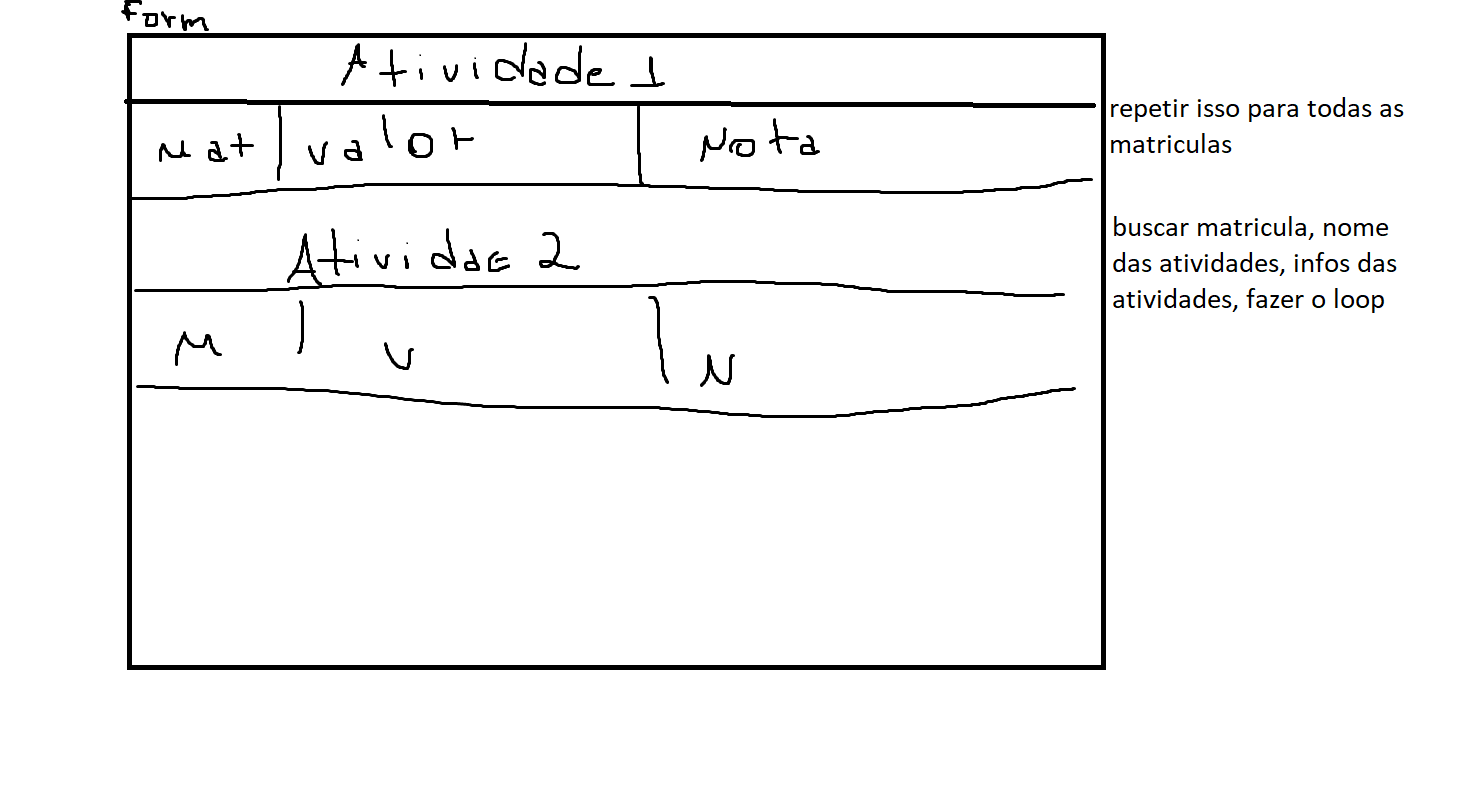 Form
Atividade 1
Mat valor Nota
repetir isso para todas as
matriculas
buscar matricula, nome
das atividades, infos das
atividades, fazer o loop
Atividae 2
M V N